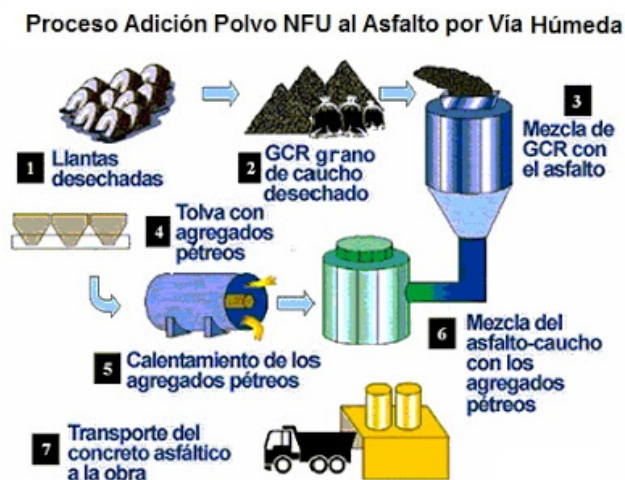 Proceso Adición Polvo NFU al Asfalto por Vía Húmeda
1 Llantas
desechadas
2 GCR grano
de caucho
desechado
3
Mezcla de
GCR con
el asfalto
4 Tolva con
agregados
pétreos
5 Calentamiento de los
agregados pétreos
6 Mezcla del
asfalto-caucho
con los
agregados
pétreos
7 Transporte del
concreto asfáltico
a la obra